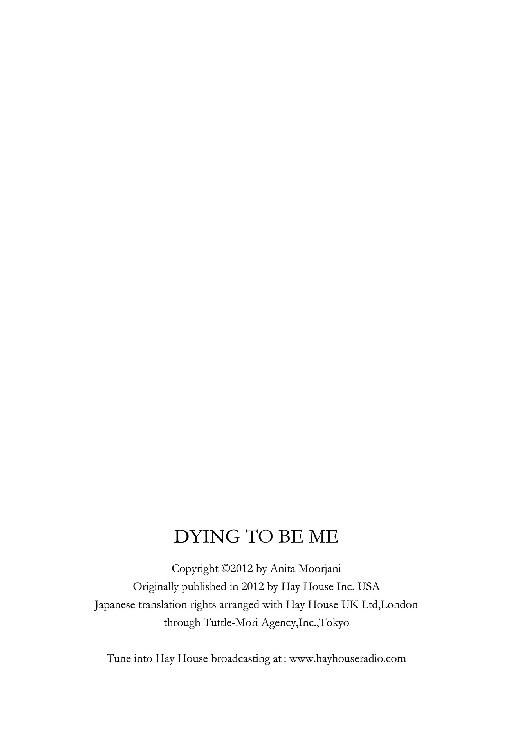 DYING TO BE ME
Copyright ©2012 by Anita Moorjani
Originally published in 2012 by Hay House Inc. USA
Japanese translation rights arranged with Hay House UK Ltd,London
through Tuttle-Mori Agency,Inc.,Tokyo
Tune into Hay House broadcasting at : www.hayhouseradio.com